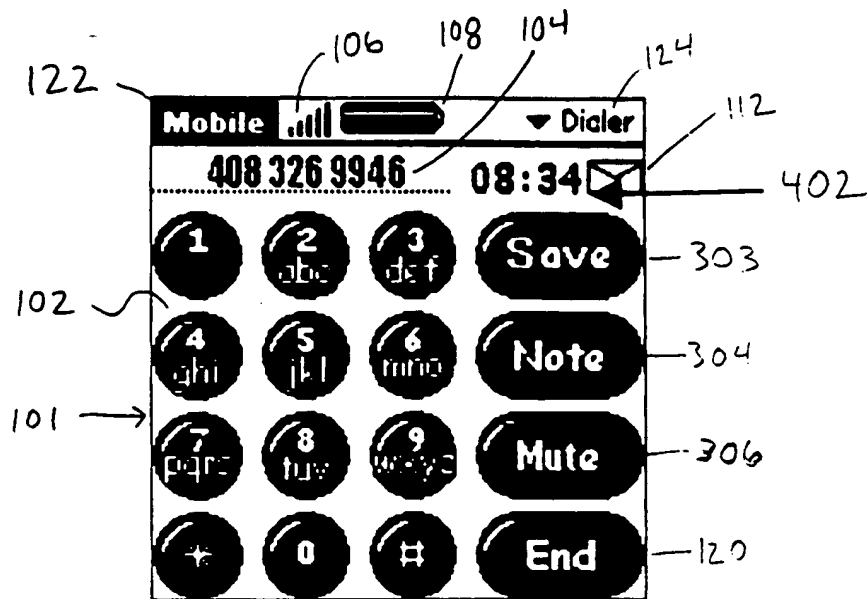 106 108 104 124
122 Mobile Dialer 112
408 326 9946 08:34 402
1 2 abc 3 def Save 303
102
4 ghi 5 jkl 6 mno Note 304
101
7 pqrs 8 tuv 9 wxyz Mute 306
0 # End 120